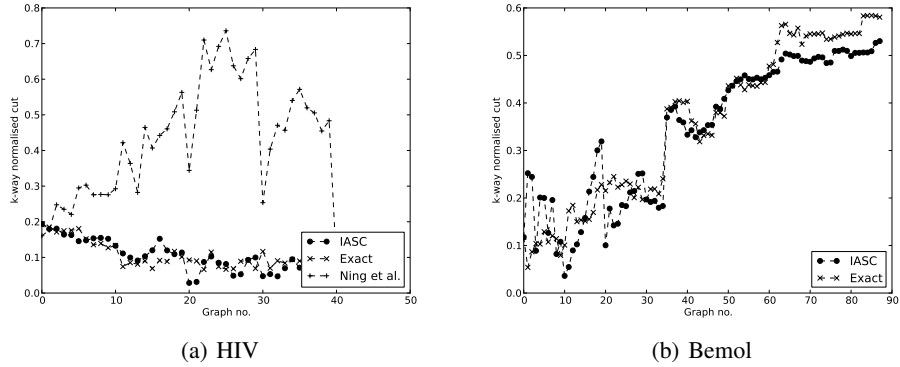 0.8
0.7
0.6
0.5
0.4
0.3
0.2
0.1
0.0
k-way normalised cut
0 10 20 30 40 50
Graph no.
IASC
Exact
Ning et al.
(a) HIV
0.6
0.5
0.4
0.3
0.2
0.1
0.0
k-way normalised cut
0 10 20 30 40 50 60 70 80 90
Graph no.
IASC
Exact
(b) Bemol